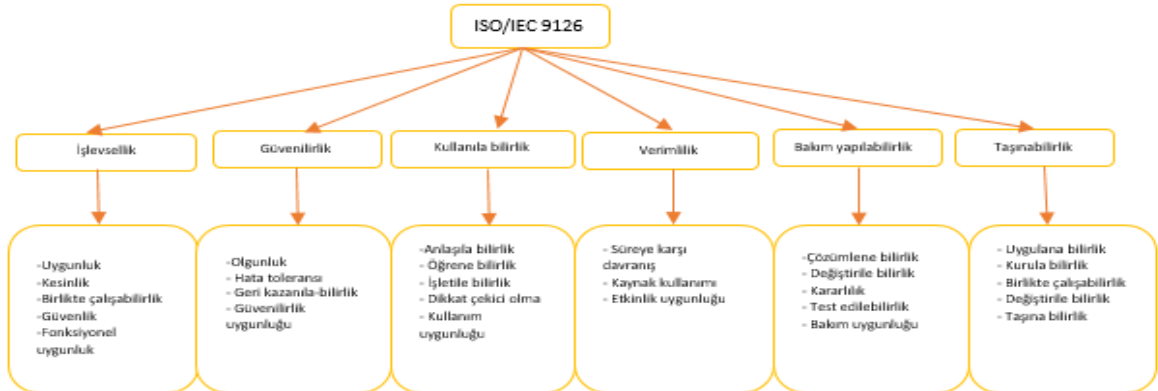 ISO/IEC 9126
İşlevsellik
Güvenilirlik
Kullanıla bilirlik
Verimlilik
Bakım yapılabilirlik
Taşınabilirlik
-Uygunluk
-Kesinlik
-Birlikte çalışabilirlik
-Güvenlik
-Fonksiyonel
uygunluk
-Olgunluk
- Hata toleransı
- Geri kazanıla-bilirlik
- Güvenilirlik
uygunluğu
-Anlaşıla bilirlik
- Öğrene bilirlik
- İşletile bilirlik
- Dikkat çekici olma
- Kullanım
uygunluğu
- Süreye karşı
davranış
- Kaynak kullanımı
- Etkinlik uygunluğu
-Çözümlene bilirlik
- Değiştirile bilirlik
- Kararlılık
- Test edilebilirlik
- Bakım uygunluğu
- Uygulana bilirlik
- Kurula bilirlik
- Birlikte çalışabilirlik
- Değiştirile bilirlik
- Taşına bilirlik